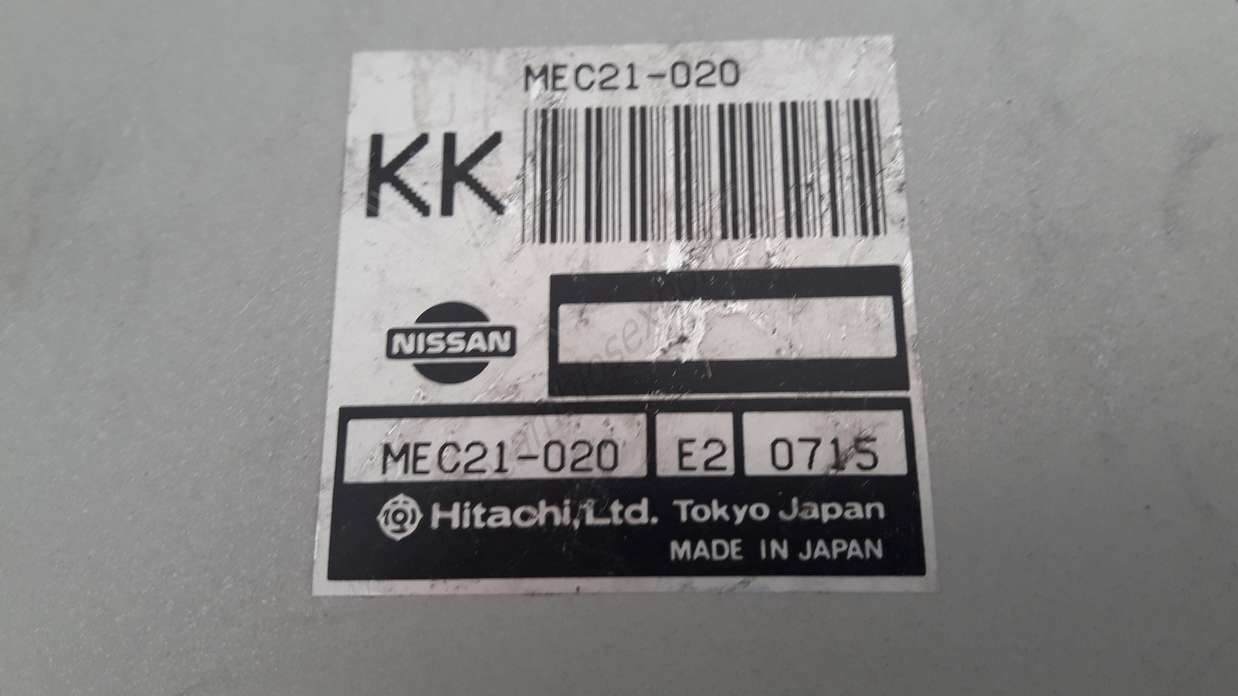 MEC21-020
KK
NISSAN
MEC21-020 E2 0715
Hitachi, Ltd. Tokyo Japan
MADE IN JAPAN